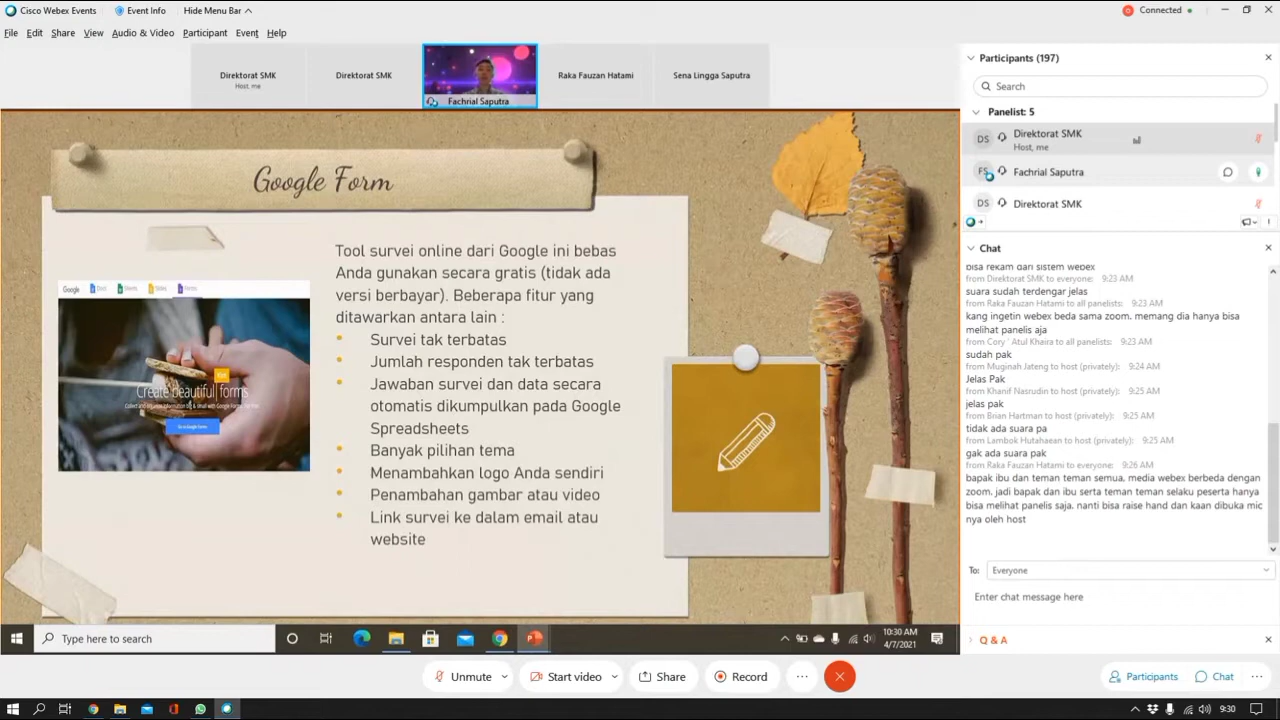 Cisco Webex Events
Event Info
Hide Menu Bar
Connected
File Edit Share View Audio & Video Participant Event Help
Direktorat SMK
Host, me
Direktorat SMK
Fachrial Saputra
Raka Fauzan Hatami
Sena Lingga Saputra
Google Form
Tool survei online dari Google ini bebas
Anda gunakan secara gratis (tidak ada
versi berbayar). Beberapa fitur yang
ditawarkan antara lain :
Survei tak terbatas
Jumlah responden tak terbatas
Jawaban survei dan data secara
otomatis dikumpulkan pada Google
Spreadsheets
Banyak pilihan tema
Menambahkan logo Anda sendiri
Penambahan gambar atau video
Link survei ke dalam email atau
website
Google
Create beautiful forms
Type here to search
10:30 AM
4/7/2021
Participants (197)
Search
Panelist: 5
DS Direktorat SMK
Host, me
FS Fachrial Saputra
DS Direktorat SMK
Chat
bisa rekam dari sistem webex
from Direktorat SMK to everyone: 9:23 AM
suara sudah terdengar jelas
from Raka Fauzan Hatami to all panelists: 9:23 AM
kang ingetin webex beda sama zoom. memang dia hanya bisa
melihat panelis aja
from Cory ' Atul Khaira to all panelists: 9:23 AM
sudah pak
from Muginah Jateng to host (privately): 9:24 AM
Jelas Pak
from Khanif Nasrudin to host (privately): 9:25 AM
jelas pak
from Brian Hartman to host (privately): 9:25 AM
tidak ada suara pa
from Lambok Hutahaean to host (privately): 9:25 AM
gak ada suara pak
from Raka Fauzan Hatami to everyone: 9:26 AM
bapak ibu dan teman teman semua, media webex berbeda dengan
zoom. jadi bapak dan ibu serta teman teman selaku peserta hanya
bisa melihat panelis saja. nanti bisa raise hand dan kaan dibuka mic
nya oleh host
To: Everyone
Enter chat message here
Q & A
Unmute
Start video
Share
Record
Participants
Chat
9:30